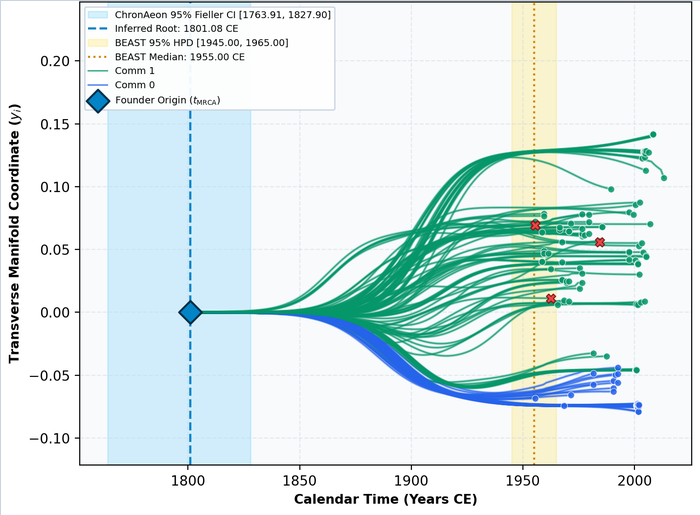 ChronAeon 95% Fieller CI [1763.91, 1827.90]
Inferred Root: 1801.08 CE
BEAST 95% HPD [1945.00, 1965.00]
BEAST Median: 1955.00 CE
Comm 1
Comm 0
Founder Origin (t_MRCA)
Transverse Manifold Coordinate (y_i)
0.20
0.15
0.10
0.05
0.00
−0.05
−0.10
1800
1850
1900
1950
2000
Calendar Time (Years CE)